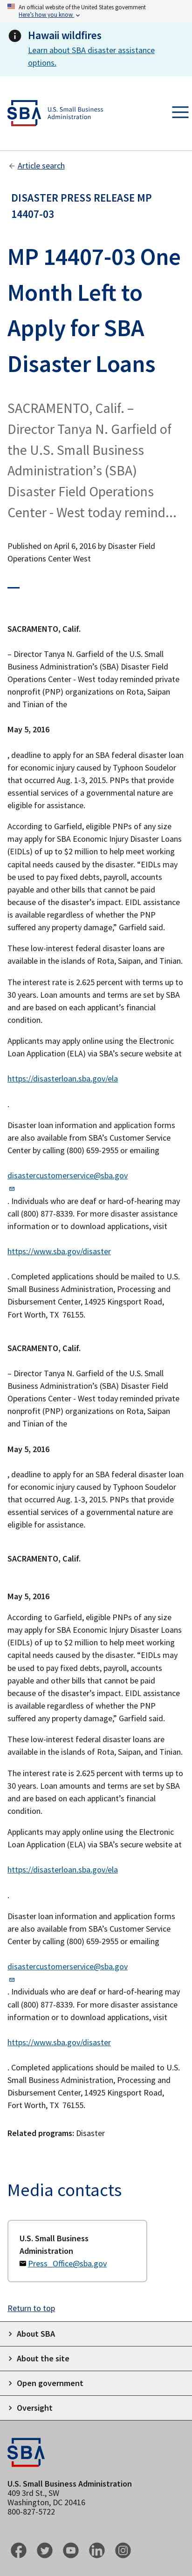 An official website of the United States government
Here's how you know
Hawaii wildfires
Learn about SBA disaster assistance
options.
SBA
U.S. Small Business
Administration
Article search
DISASTER PRESS RELEASE MP
14407-03
MP 14407-03 One
Month Left to
Apply for SBA
Disaster Loans
SACRAMENTO, Calif. –
Director Tanya N. Garfield of
the U.S. Small Business
Administration's (SBA)
Disaster Field Operations
Center - West today remind...
Published on April 6, 2016 by Disaster Field
Operations Center West
SACRAMENTO, Calif.
– Director Tanya N. Garfield of the U.S. Small
Business Administration's (SBA) Disaster Field
Operations Center - West today reminded private
nonprofit (PNP) organizations on Rota, Saipan
and Tinian of the
May 5, 2016
, deadline to apply for an SBA federal disaster loan
for economic injury caused by Typhoon Soudelor
that occurred Aug. 1-3, 2015. PNPs that provide
essential services of a governmental nature are
eligible for assistance.
According to Garfield, eligible PNPs of any size
may apply for SBA Economic Injury Disaster Loans
(EIDLs) of up to $2 million to help meet working
capital needs caused by the disaster. "EIDLs may
be used to pay fixed debts, payroll, accounts
payable and other bills that cannot be paid
because of the disaster's impact. EIDL assistance
is available regardless of whether the PNP
suffered any property damage," Garfield said.
These low-interest federal disaster loans are
available in the islands of Rota, Saipan, and Tinian.
The interest rate is 2.625 percent with terms up to
30 years. Loan amounts and terms are set by SBA
and are based on each applicant's financial
condition.
Applicants may apply online using the Electronic
Loan Application (ELA) via SBA's secure website at
https://disasterloan.sba.gov/ela
.
Disaster loan information and application forms
are also available from SBA's Customer Service
Center by calling (800) 659-2955 or emailing
disastercustomerservice@sba.gov
. Individuals who are deaf or hard-of-hearing may
call (800) 877-8339. For more disaster assistance
information or to download applications, visit
https://www.sba.gov/disaster
. Completed applications should be mailed to U.S.
Small Business Administration, Processing and
Disbursement Center, 14925 Kingsport Road,
Fort Worth, TX 76155.
SACRAMENTO, Calif.
– Director Tanya N. Garfield of the U.S. Small
Business Administration's (SBA) Disaster Field
Operations Center - West today reminded private
nonprofit (PNP) organizations on Rota, Saipan
and Tinian of the
May 5, 2016
, deadline to apply for an SBA federal disaster loan
for economic injury caused by Typhoon Soudelor
that occurred Aug. 1-3, 2015. PNPs that provide
essential services of a governmental nature are
eligible for assistance.
SACRAMENTO, Calif.
May 5, 2016
According to Garfield, eligible PNPs of any size
may apply for SBA Economic Injury Disaster Loans
(EIDLs) of up to $2 million to help meet working
capital needs caused by the disaster. "EIDLs may
be used to pay fixed debts, payroll, accounts
payable and other bills that cannot be paid
because of the disaster's impact. EIDL assistance
is available regardless of whether the PNP
suffered any property damage," Garfield said.
These low-interest federal disaster loans are
available in the islands of Rota, Saipan, and Tinian.
The interest rate is 2.625 percent with terms up to
30 years. Loan amounts and terms are set by SBA
and are based on each applicant's financial
condition.
Applicants may apply online using the Electronic
Loan Application (ELA) via SBA's secure website at
https://disasterloan.sba.gov/ela
.
Disaster loan information and application forms
are also available from SBA's Customer Service
Center by calling (800) 659-2955 or emailing
disastercustomerservice@sba.gov
. Individuals who are deaf or hard-of-hearing may
call (800) 877-8339. For more disaster assistance
information or to download applications, visit
https://www.sba.gov/disaster
. Completed applications should be mailed to U.S.
Small Business Administration, Processing and
Disbursement Center, 14925 Kingsport Road,
Fort Worth, TX 76155.
Related programs: Disaster
Media contacts
U.S. Small Business
Administration
Press_Office@sba.gov
Return to top
About SBA
About the site
Open government
Oversight
SBA
U.S. Small Business Administration
409 3rd St., SW
Washington, DC 20416
800-827-5722